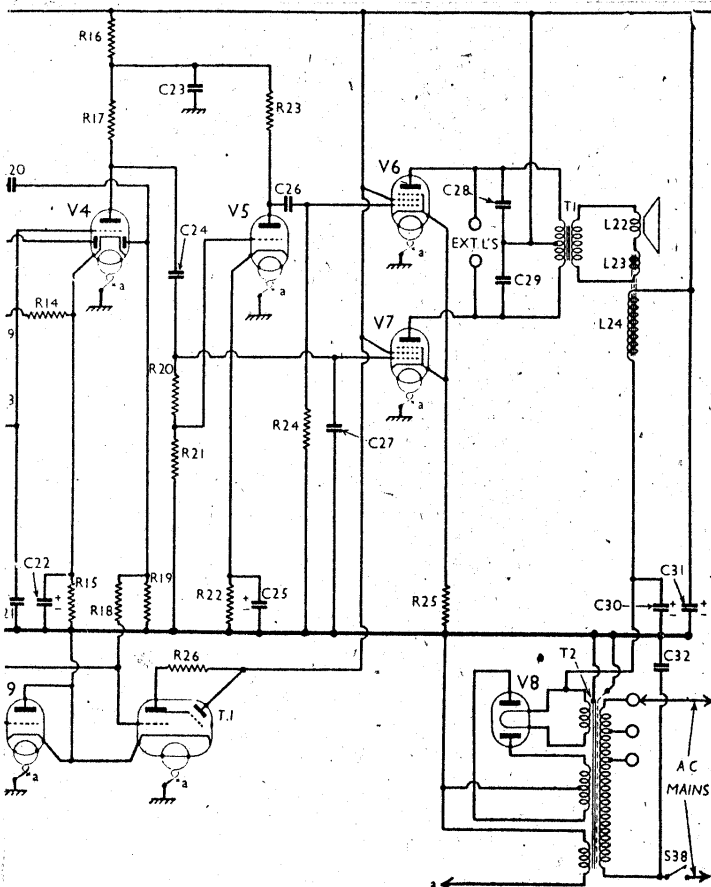 R16
C23
R17
R23
20
V4
C24
V5
C26
V6
C28
T1
L22
EXT. L'S
L23
C29
L24
a
a
a
R14
9
V7
3
R20
a
R24
R21
C27
C22
R15
R18
R19
R22
C25
R25
C30
C31
21
+
-
+
-
+
-
+
-
C32
R26
T2
V8
9
T.I
a
a
A C
MAINS
S38
a